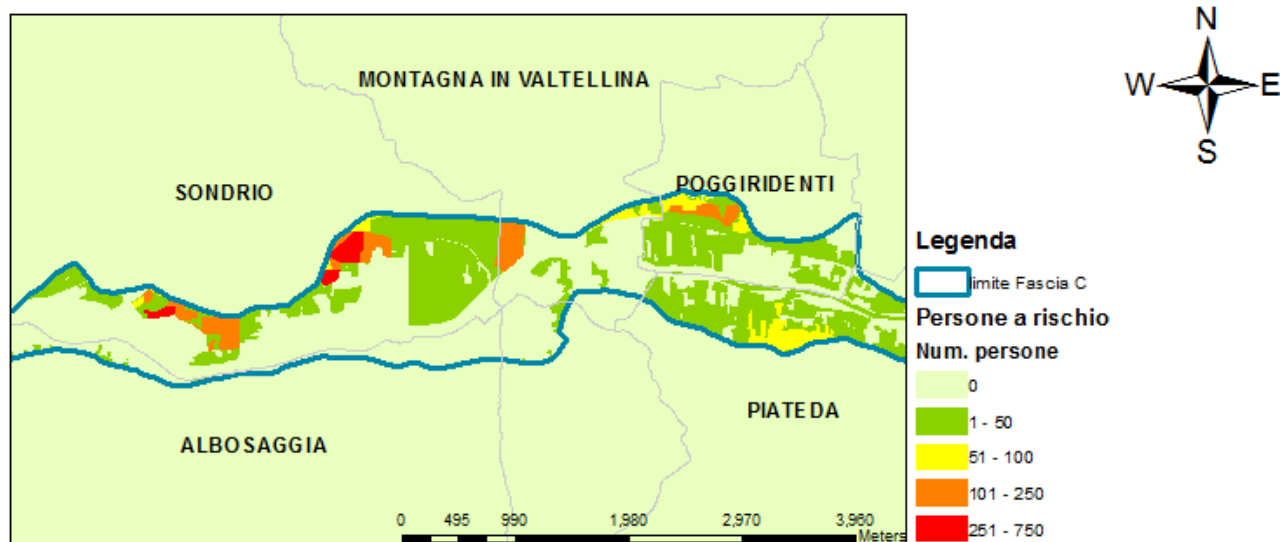 N
W E
S
MONTAGNA IN VALTELLINA
SONDRIO
POGGIRIDENTI
ALBOSAGGIA
PIATEDA
0 495 990 1,980 2,970 3,960
Meters
Legenda
limite Fascia C
Persone a rischio
Num. persone
0
1 - 50
51 - 100
101 - 250
251 - 750